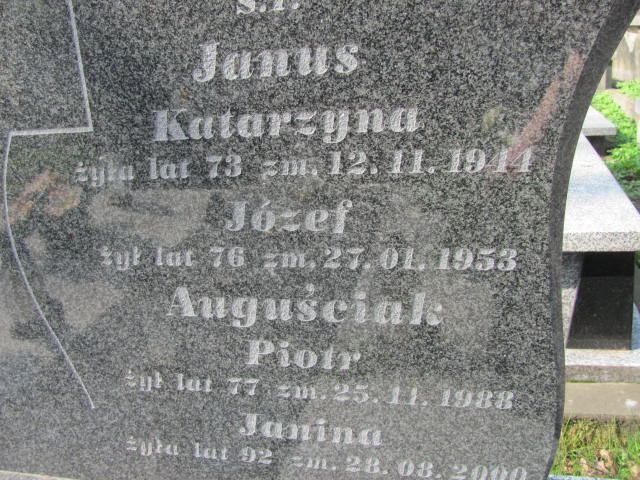 Ś.P.
Janus
Katarzyna
żyła lat 73 zm. 12. 11. 1944
Józef
żył lat 76 zm. 27. 01. 1953
Auguściak
Piotr
żył lat 77 zm. 25. 11. 1988
Janina
żyła lat 92 zm. 28. 08. 2000